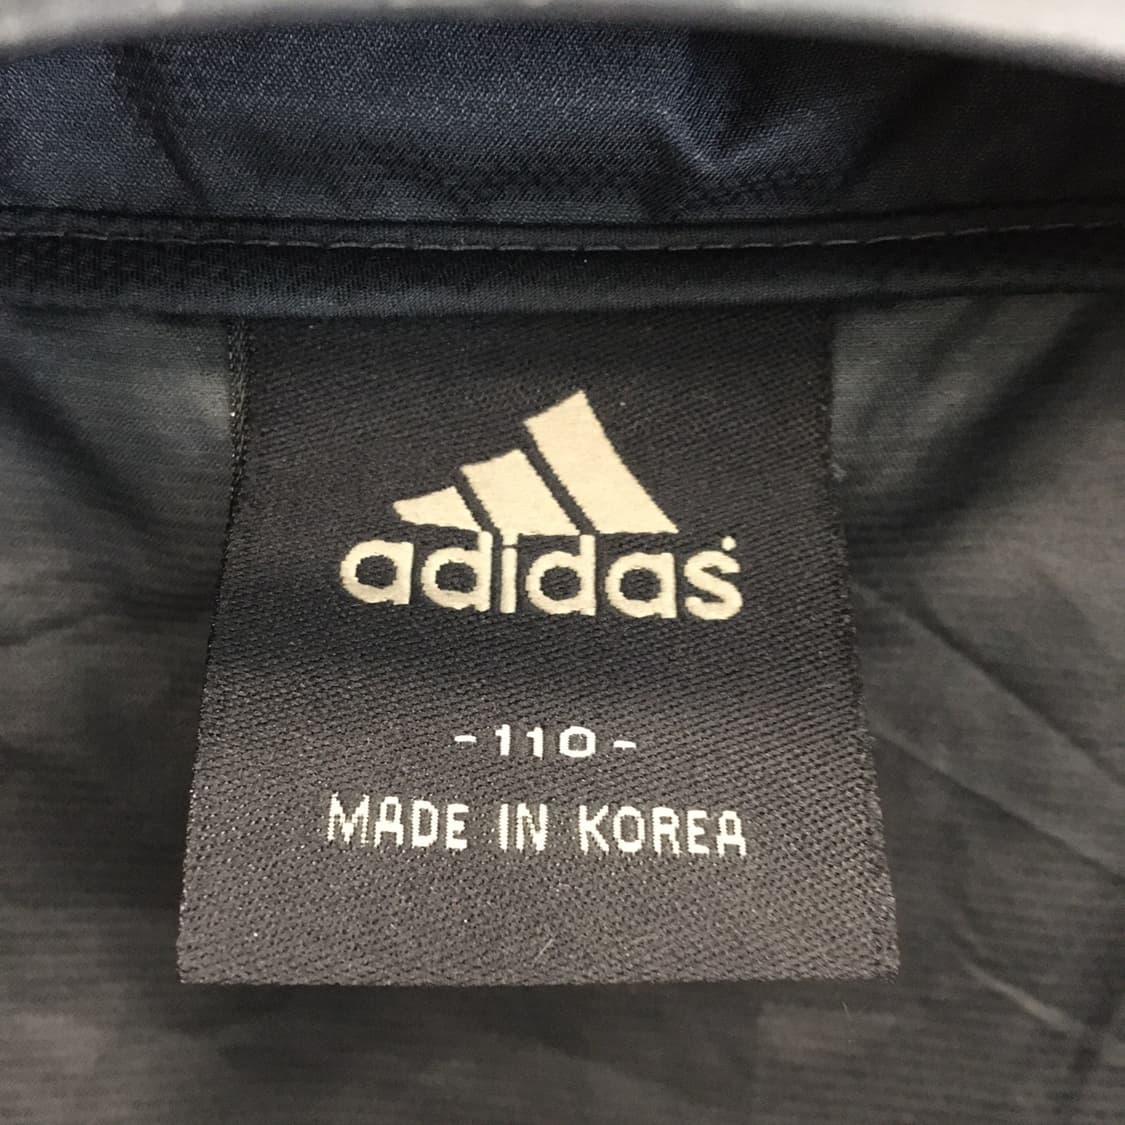 adidas
-110-
MADE IN KOREA